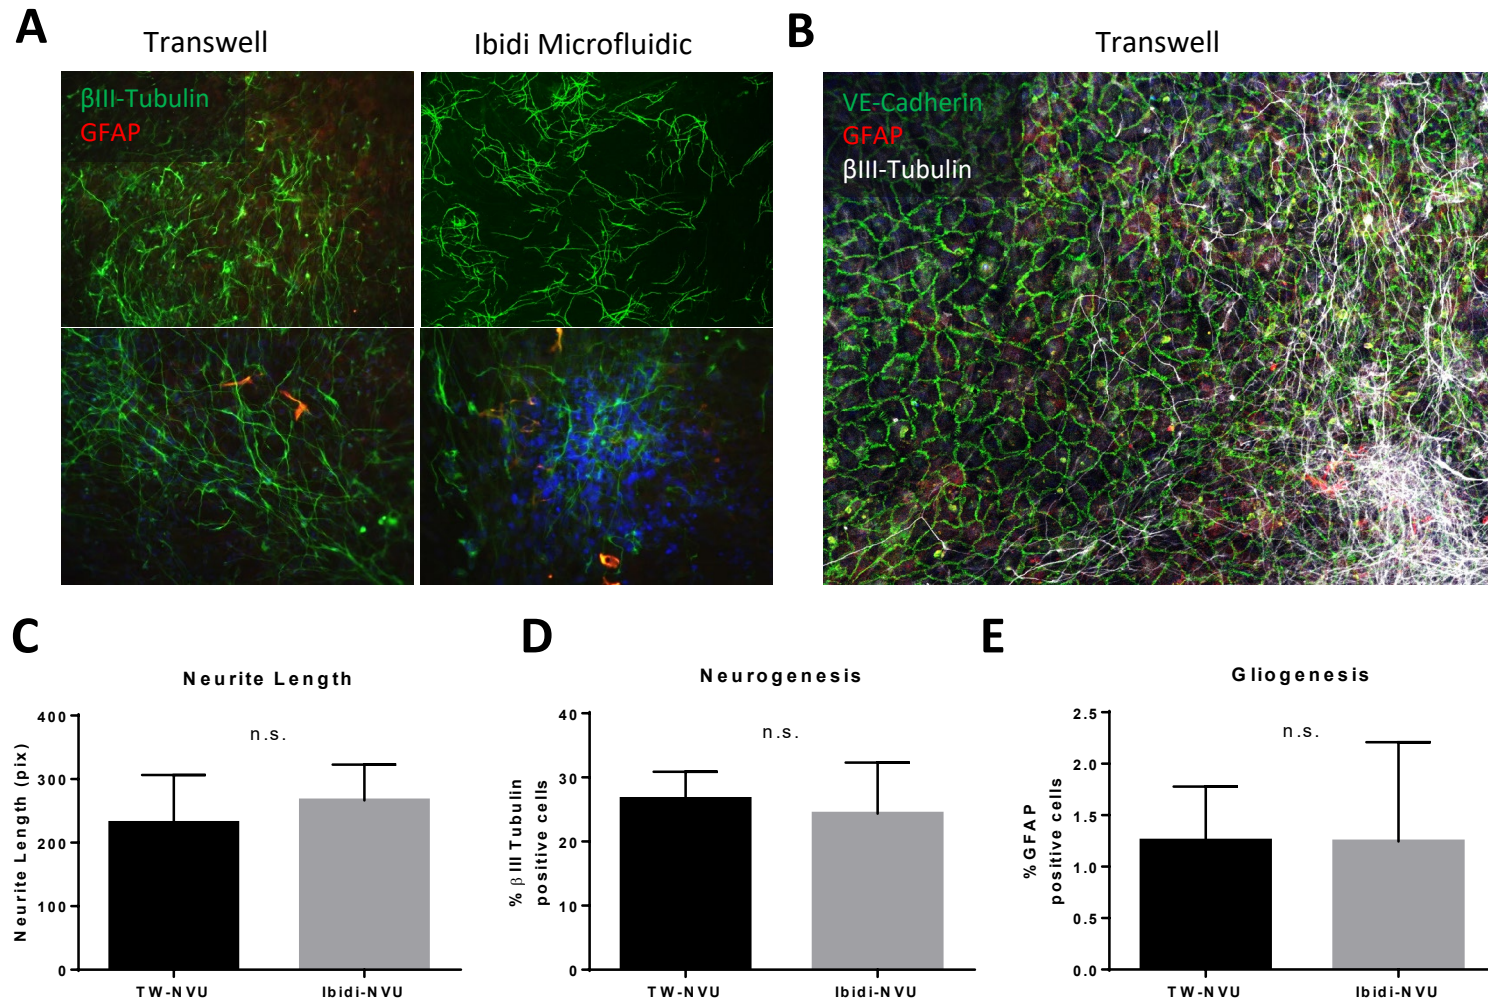 A
Transwell
Ibidi Microfluidic
βIII-Tubulin
GFAP
B
Transwell
VE-Cadherin
GFAP
βIII-Tubulin
C
Neurite Length
Neurite Length (pix)
400
300
200
100
0
n.s.
TW-NVU
Ibidi-NVU
D
Neurogenesis
% β III Tubulin
positive cells
40
30
20
10
0
n.s.
TW-NVU
Ibidi-NVU
E
Gliogenesis
%GFAP
positive cells
2.5
2.0
1.5
1.0
0.5
0.0
n.s.
TW-NVU
Ibidi-NVU